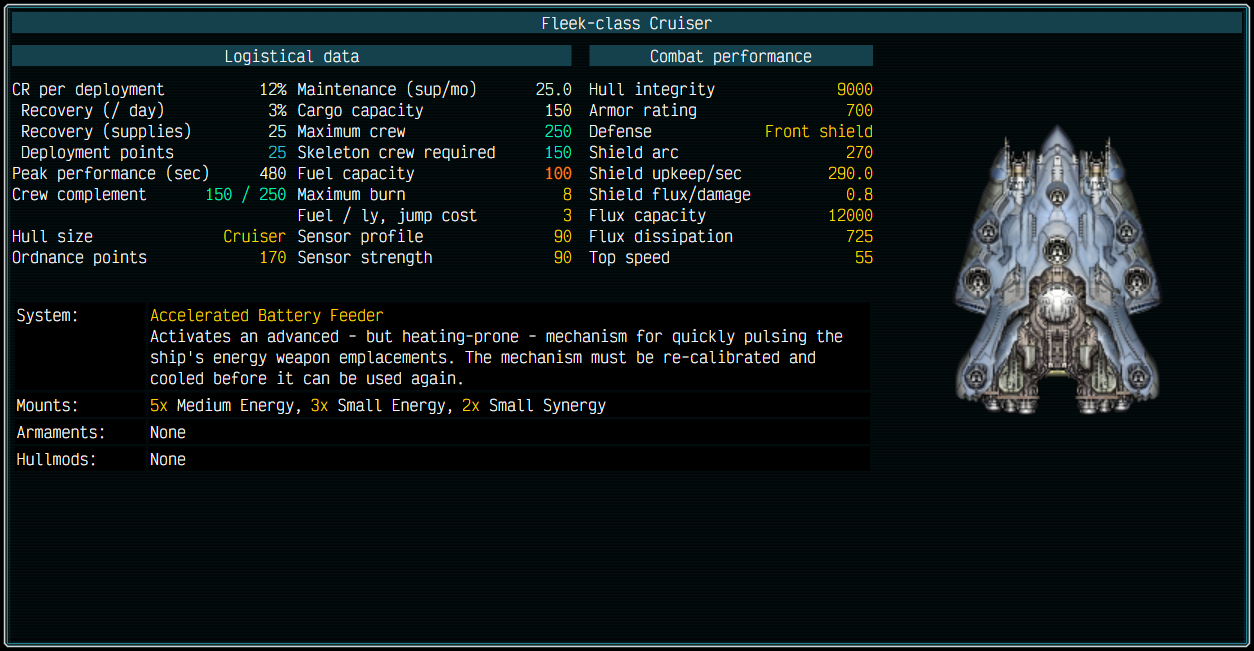 Fleek-class Cruiser
Logistical data
CR per deployment 12%
Recovery (/ day) 3%
Recovery (supplies) 25
Deployment points 25
Peak performance (sec) 480
Crew complement 150 / 250
Hull size Cruiser
Ordnance points 170
Maintenance (sup/mo) 25.0
Cargo capacity 150
Maximum crew 250
Skeleton crew required 150
Fuel capacity 100
Maximum burn 8
Fuel / ly, jump cost 3
Sensor profile 90
Sensor strength 90
Combat performance
Hull integrity 9000
Armor rating 700
Defense Front shield
Shield arc 270
Shield upkeep/sec 290.0
Shield flux/damage 0.8
Flux capacity 12000
Flux dissipation 725
Top speed 55
System: Accelerated Battery Feeder
Activates an advanced - but heating-prone - mechanism for quickly pulsing the
ship's energy weapon emplacements. The mechanism must be re-calibrated and
cooled before it can be used again.
Mounts: 5x Medium Energy, 3x Small Energy, 2x Small Synergy
Armaments: None
Hullmods: None